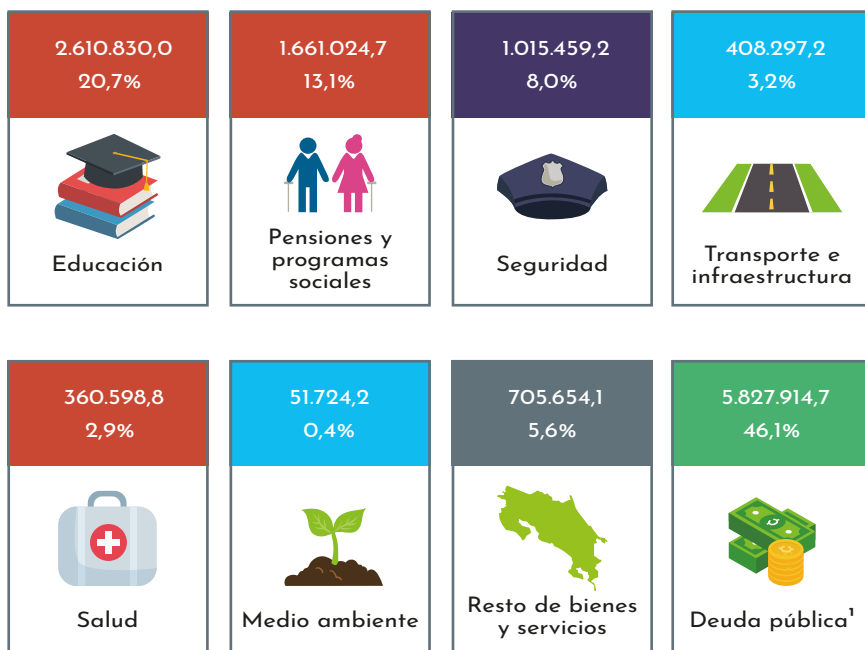 2.610.830,0
20,7%
Educación
1.661.024,7
13,1%
Pensiones y
programas
sociales
1.015.459,2
8,0%
Seguridad
408.297,2
3,2%
Transporte e
infraestructura
360.598,8
2,9%
Salud
51.724,2
0,4%
Medio ambiente
705.654,1
5,6%
Resto de bienes
y servicios
5.827.914,7
46,1%
Deuda pública¹